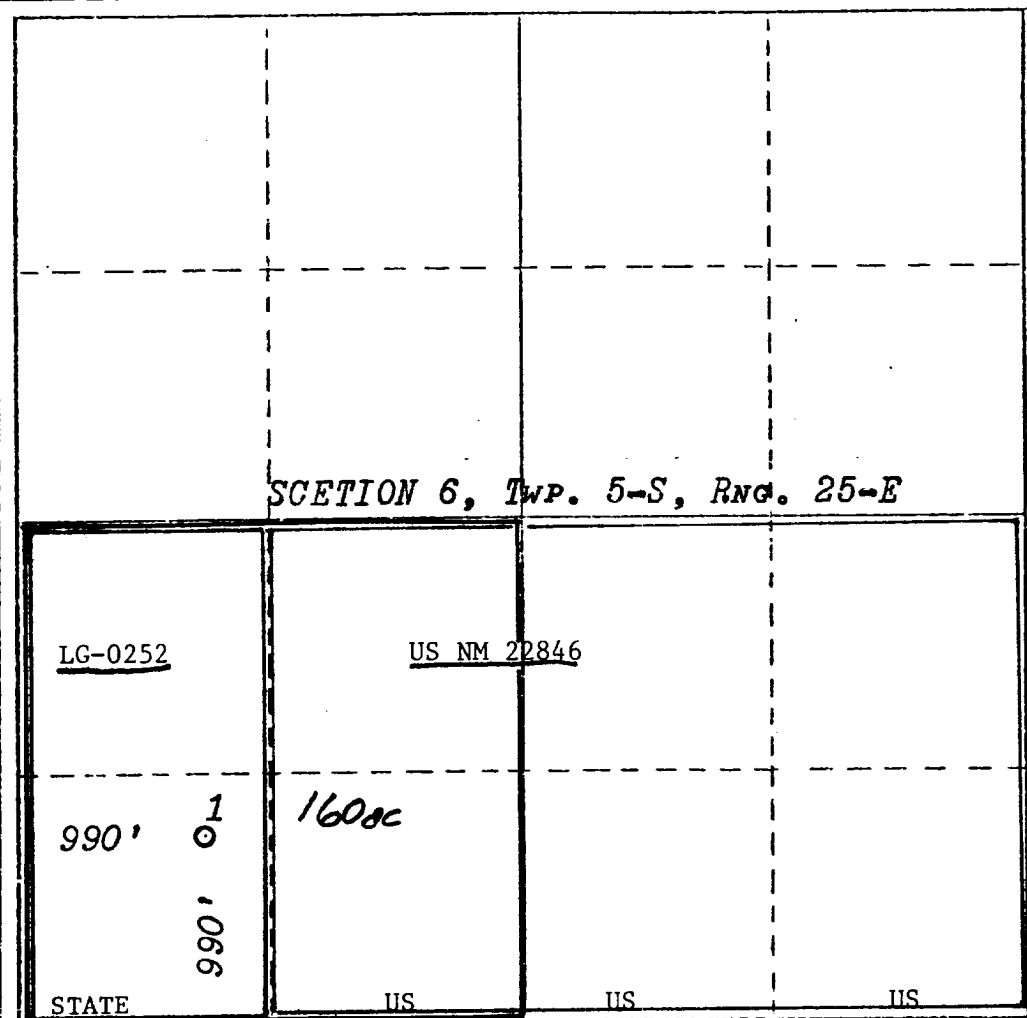 SCETION 6, TWP. 5-S, RNG. 25-E
LG-0252
US NM 22846
1
990'
160ac
990'
STATE
US
US
US